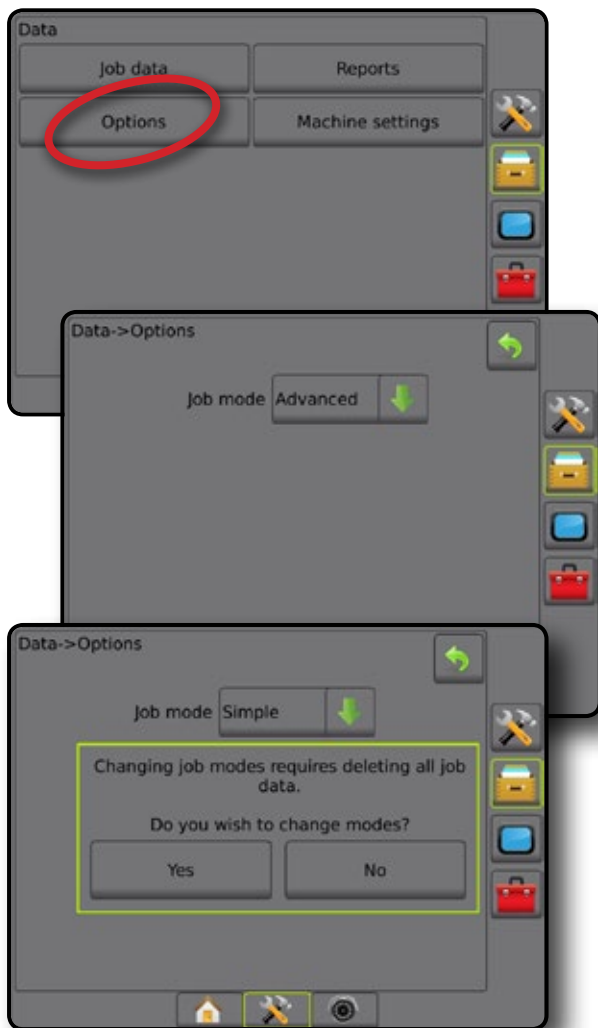 Data
Job data Reports
Options Machine settings
Data->Options
Job mode Advanced
Data->Options
Job mode Simple
Changing job modes requires deleting all job
data.
Do you wish to change modes?
Yes No